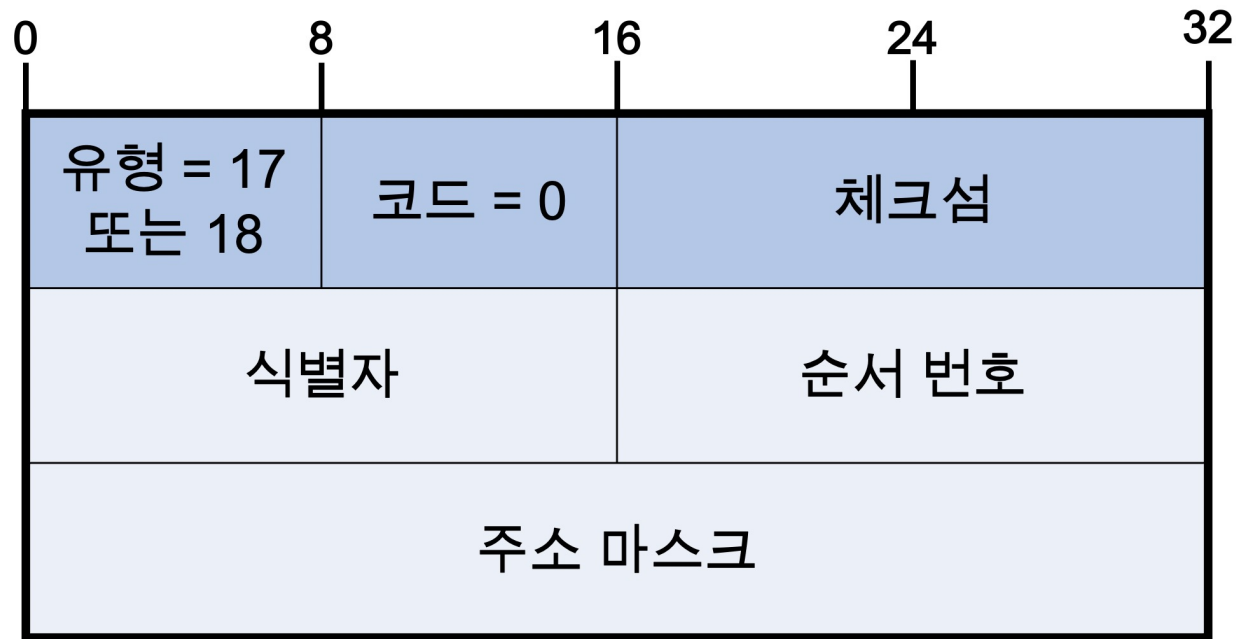 0 8 16 24 32
유형 = 17
또는 18
코드 = 0
체크섬
식별자
순서 번호
주소 마스크